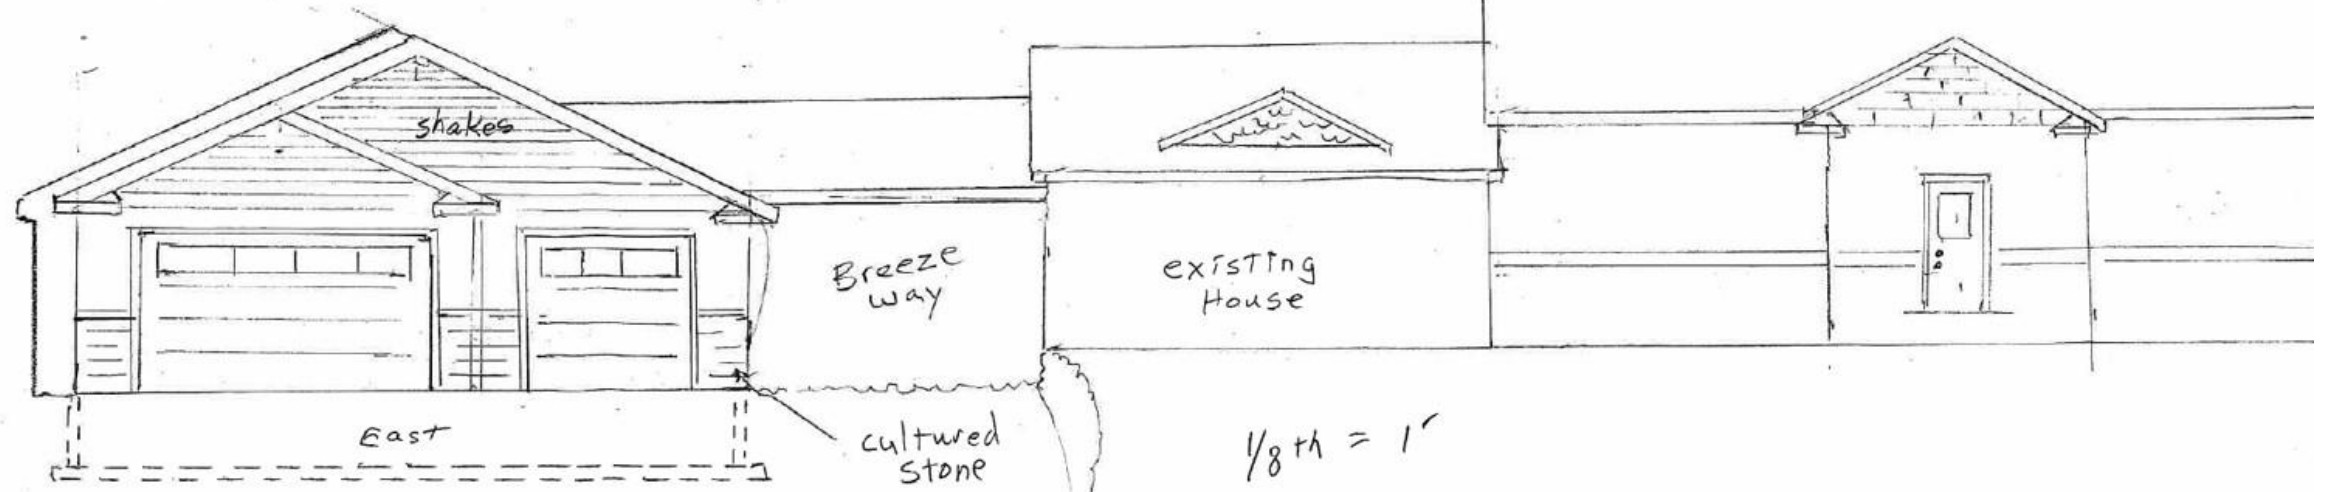 shakes
Breeze
way
existing
House
East
cultured
stone
1/8th = 1'